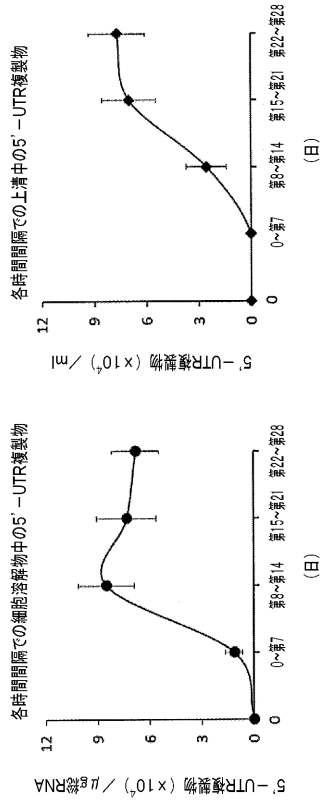 各時間間隔での細胞溶解物中の5’－UTR複製物
5’－UTR複製物（×10⁴）／μg総RNA
12
9
6
3
0
0
0~第7
第8~第14
第15~第21
第22~第28
（日）
各時間間隔での上清中の5’－UTR複製物
5’－UTR複製物（×10⁴）／ml
12
9
6
3
0
0
0~第7
第8~第14
第15~第21
第22~第28
（日）